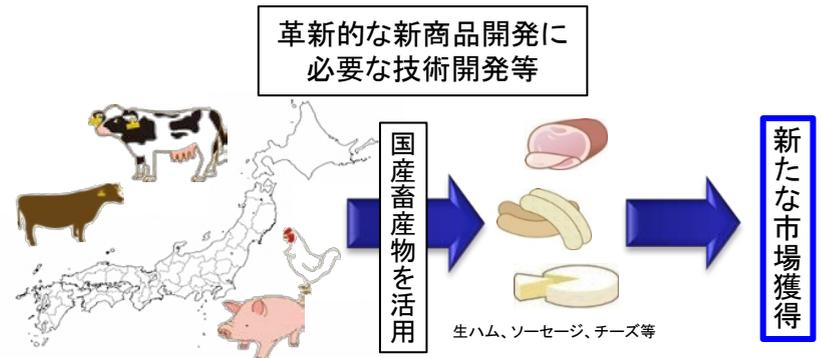 革新的な新商品開発に
必要な技術開発等
国産畜産物を活用
生ハム、ソーセージ、チーズ等
新たな市場獲得